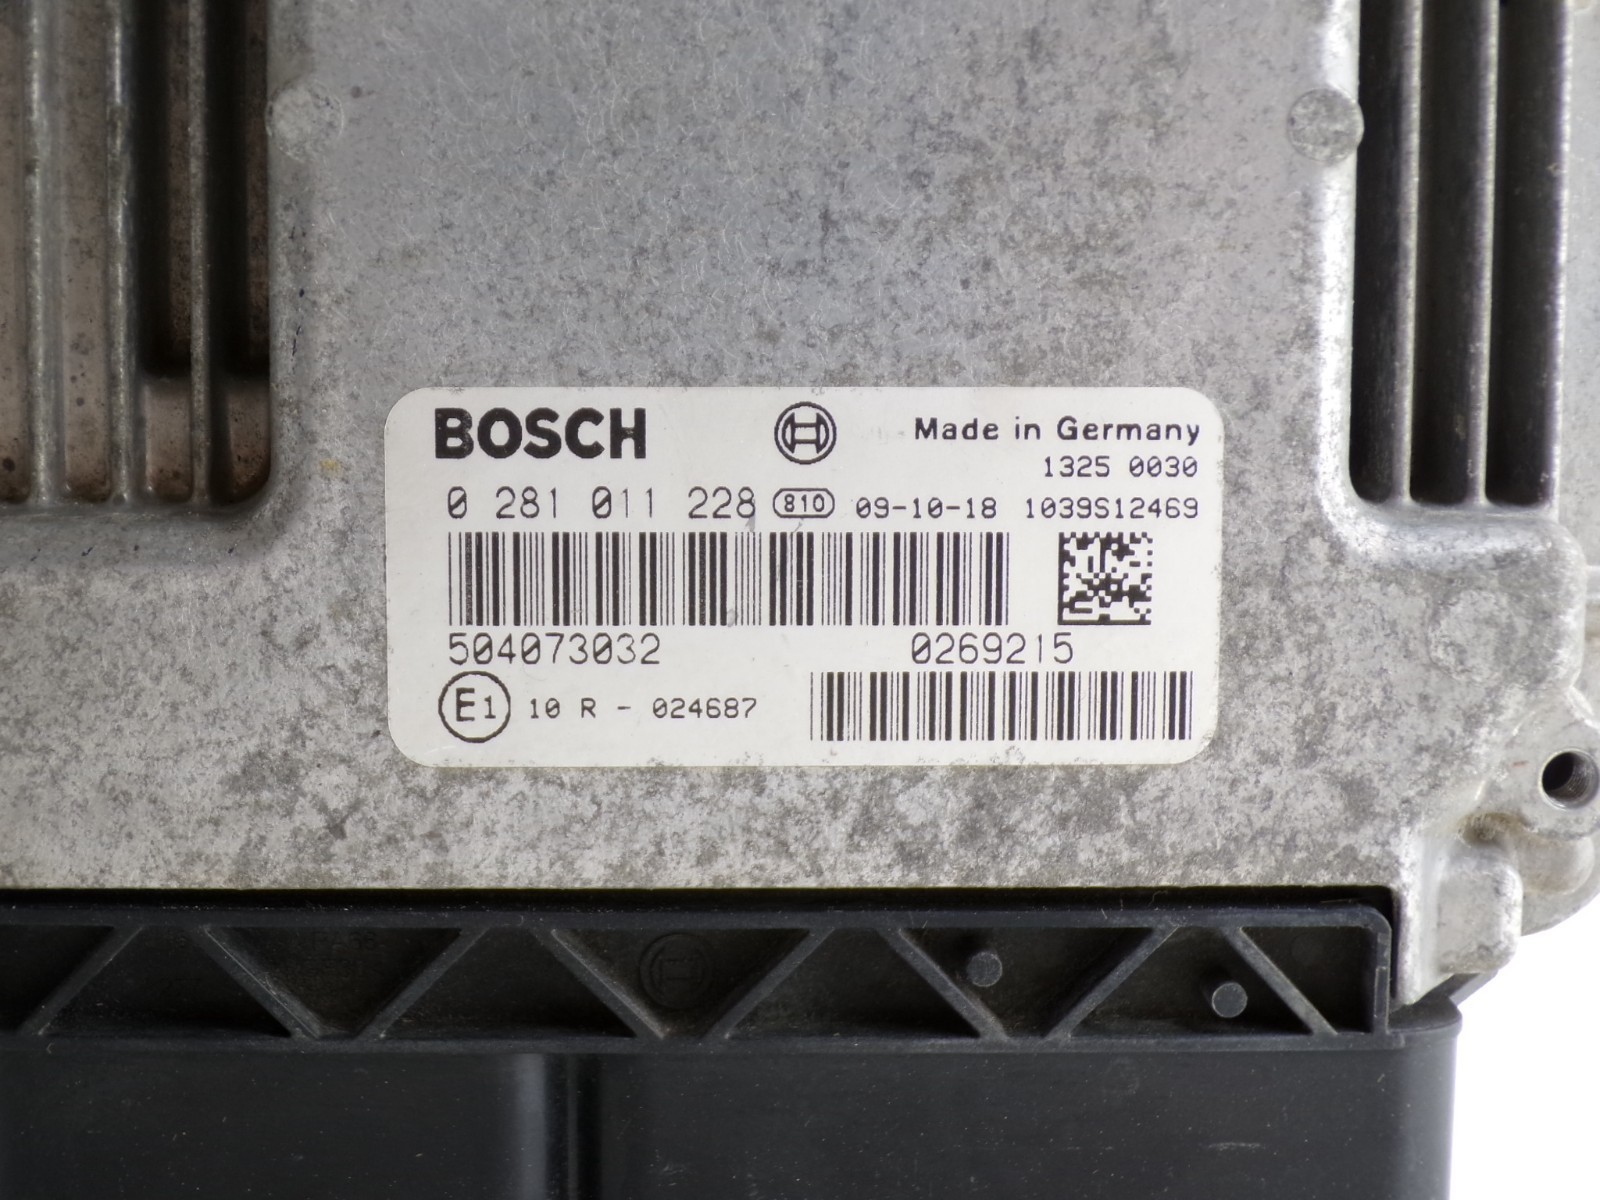 BOSCH Made in Germany
1325 0030
0 281 011 228 810 09-10-18 1039S12469
504073032 0269215
E1 10 R - 024687